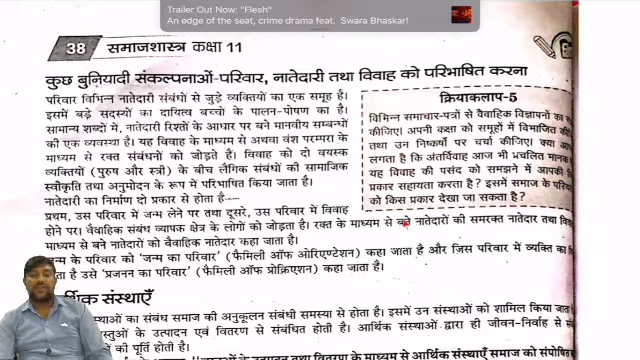 Trailer Out Now: "Flesh"
An edge of the seat, crime drama feat. Swara Bhaskar!
38 समाजशास्त्र कक्षा 11
कुछ बुनियादी संकल्पनाओं-परिवार, नातेदारी तथा विवाह को परिभाषित करना
परिवार विभिन्न नातेदारी संबंधों से जुड़े व्यक्तियों का एक समूह है।
इसमें बड़े सदस्यों का दायित्व बच्चों के पालन-पोषण का है।
सामान्य शब्दों में, नातेदारी रिश्तों के आधार पर बने मानवीय सम्बन्धों
की एक व्यवस्था है। यह विवाह के माध्यम से अथवा वंश परम्परा के
माध्यम से रक्त संबंधनों को जोड़ते हैं। विवाह को दो वयस्क
व्यक्तियों (पुरुष और स्त्री) के बीच लैंगिक संबंधों की सामाजिक
स्वीकृति तथा अनुमोदन के रूप में परिभाषित किया जाता है।
नातेदारी का निर्माण दो प्रकार से होता है-
प्रथम, उस परिवार में जन्म लेने पर तथा दूसरे, उस परिवार में विवाह
होने पर। वैवाहिक संबंध व्यापक क्षेत्र के लोगों को जोड़ता है। रक्त के माध्यम से बने नातेदारों की समरक्त नातेदार तथा
माध्यम से बने नातेदारों को वैवाहिक नातेदार कहा जाता है।
जन्म के परिवार को 'जन्म का परिवार' (फैमिली ऑफ ओरिएण्टेशन) कहा जाता है और जिस परिवार में व्यक्ति का
होता है उसे 'प्रजनन का परिवार' (फैमिली ऑफ प्रोक्रिएशन) कहा जाता है।
क्रियाकलाप-5
विभिन्न समाचार-पत्रों से वैवाहिक विज्ञापनों का
कीजिए। अपनी कक्षा को समूहों में विभाजित
तथा उन निष्कर्षों पर चर्चा कीजिए। क्या
लगता है कि अंतर्विवाह आज भी प्रचलित मानक
यह विवाह की पसंद को समझने में आपकी
प्रकार सहायता करता है? इसमें समाज के
को किस प्रकार देखा जा सकता है?
र्थिक संस्थाएँ
संस्थाओं का संबंध समाज की अनुकूलन संबंधी समस्या से होता है। इसमें उन संस्थाओं को शामिल किया जाता
वस्तुओं के उत्पादन एवं वितरण से संबंधित होती है। आर्थिक संस्थाओं द्वारा ही जीवन-निर्वाह से
की पूर्ति होती है।
उत्पादन तथा वितरण के माध्यम से आर्थिक संस्थाएँ समाज को